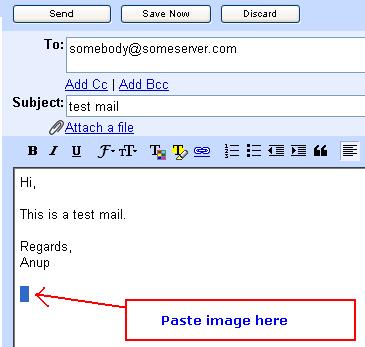 Send Save Now Discard
To: somebody@someserver.com
Add Cc | Add Bcc
Subject: test mail
Attach a file
B I U F TT T T
Hi,
This is a test mail.
Regards,
Anup
Paste image here